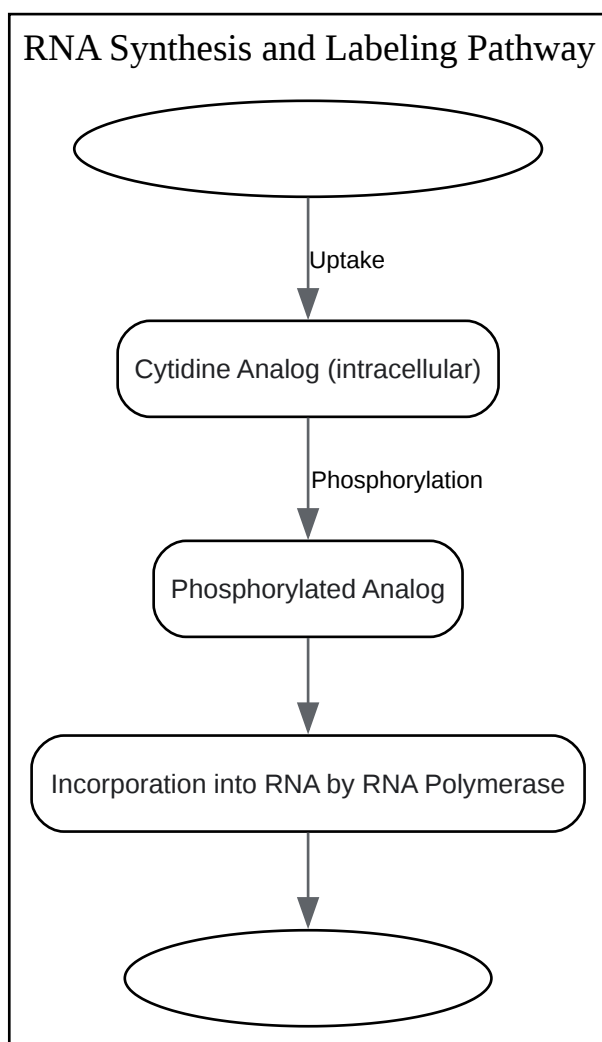 RNA Synthesis and Labeling Pathway
Uptake
Cytidine Analog (intracellular)
Phosphorylation
Phosphorylated Analog
Incorporation into RNA by RNA Polymerase